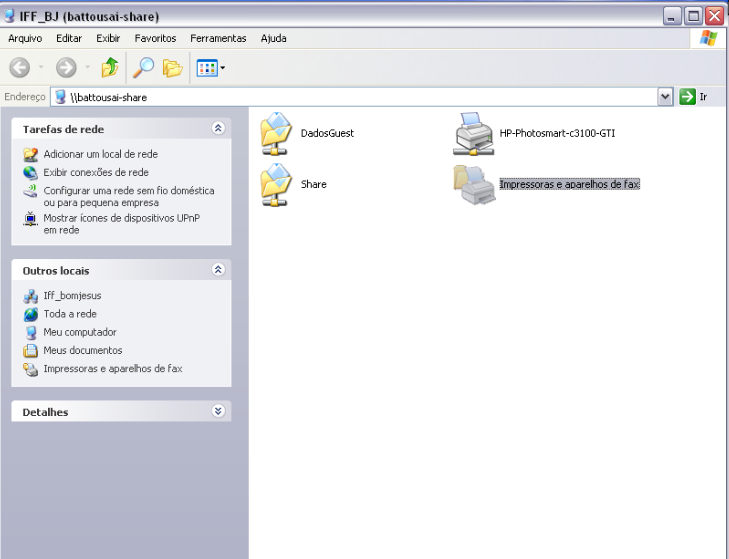 IFF_BJ (battousai-share)
Arquivo Editar Exibir Favoritos Ferramentas Ajuda
Endereço \\battousai-share Ir
Tarefas de rede
Adicionar um local de rede
Exibir conexões de rede
Configurar uma rede sem fio doméstica
ou para pequena empresa
Mostrar ícones de dispositivos UPnP
em rede
Outros locais
Iff_bomjesus
Toda a rede
Meu computador
Meus documentos
Impressoras e aparelhos de fax
Detalhes
DadosGuest
HP-Photosmart-c3100-GTI
Share
Impressoras e aparelhos de fax